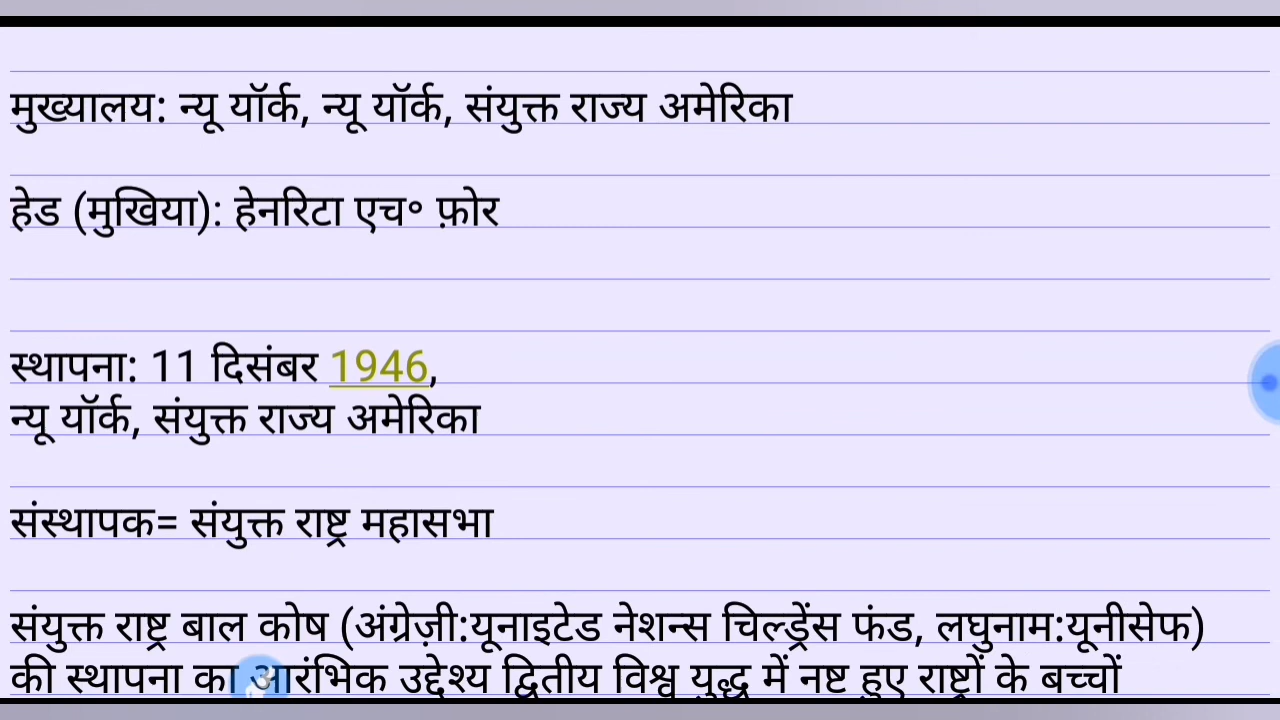 मुख्यालय: न्यू यॉर्क, न्यू यॉर्क, संयुक्त राज्य अमेरिका
हेड (मुखिया): हेनरिटा एच॰ फ़ोर
स्थापना: 11 दिसंबर 1946,
न्यू यॉर्क, संयुक्त राज्य अमेरिका
संस्थापक= संयुक्त राष्ट्र महासभा
संयुक्त राष्ट्र बाल कोष (अंग्रेज़ी:यूनाइटेड नेशन्स चिल्ड्रेंस फंड, लघुनाम:यूनीसेफ)
की स्थापना का आरंभिक उद्देश्य द्वितीय विश्व युद्ध में नष्ट हुए राष्ट्रों के बच्चों